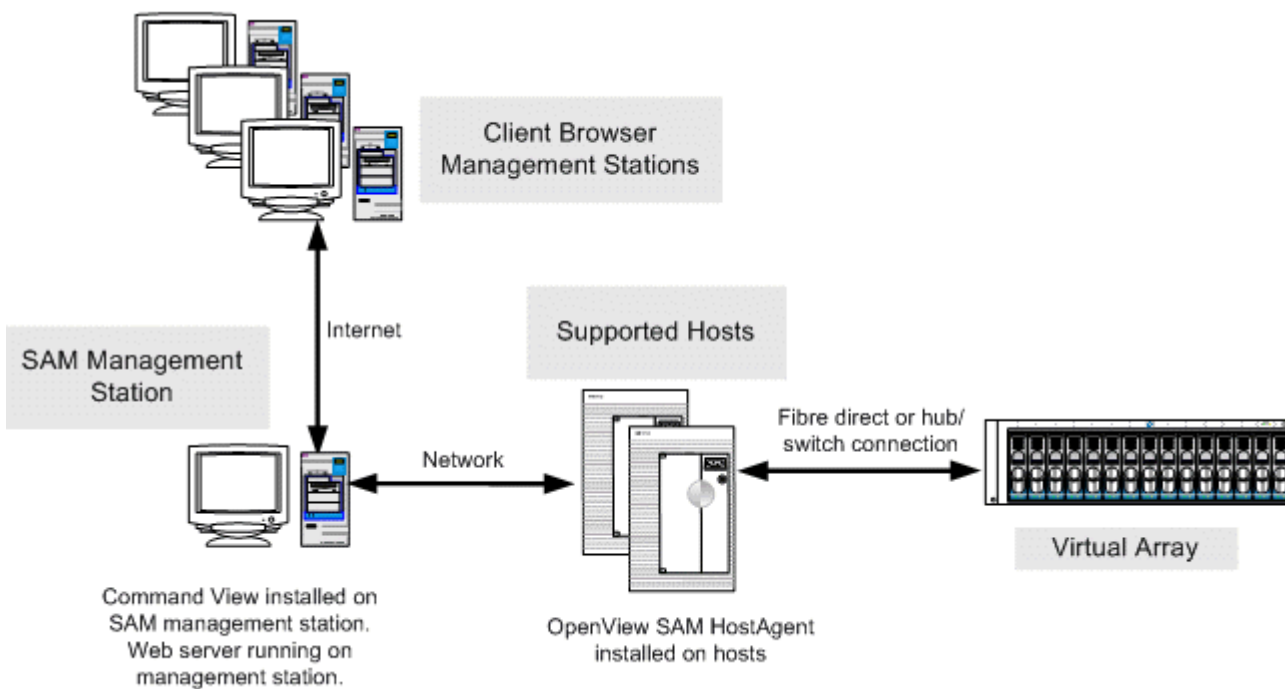 Client Browser
Management Stations
Internet
SAM Management
Station
Supported Hosts
Network
Fibre direct or hub/
switch connection
Virtual Array
Command View installed on
SAM management station.
Web server running on
management station.
OpenView SAM HostAgent
installed on hosts